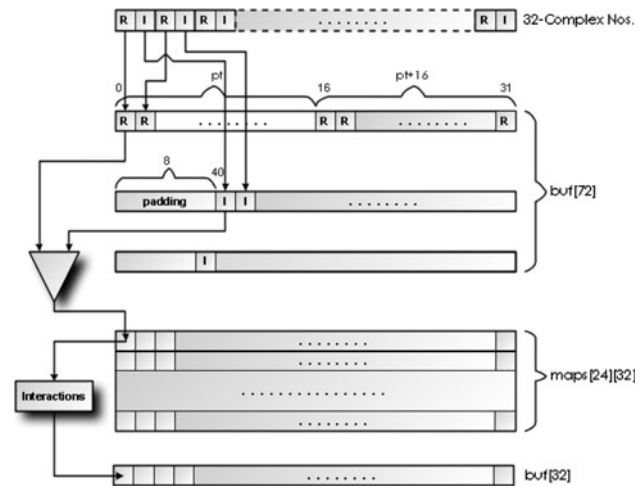 R I R I R I ........ R I 32-Complex Nos.
0 pt 16 pt+16 31
R R ........ R R ........ R
8 40
padding I I ........
buf[72]
I
........
........
Interactions ................ maps[24][32]
........
........ buf[32]